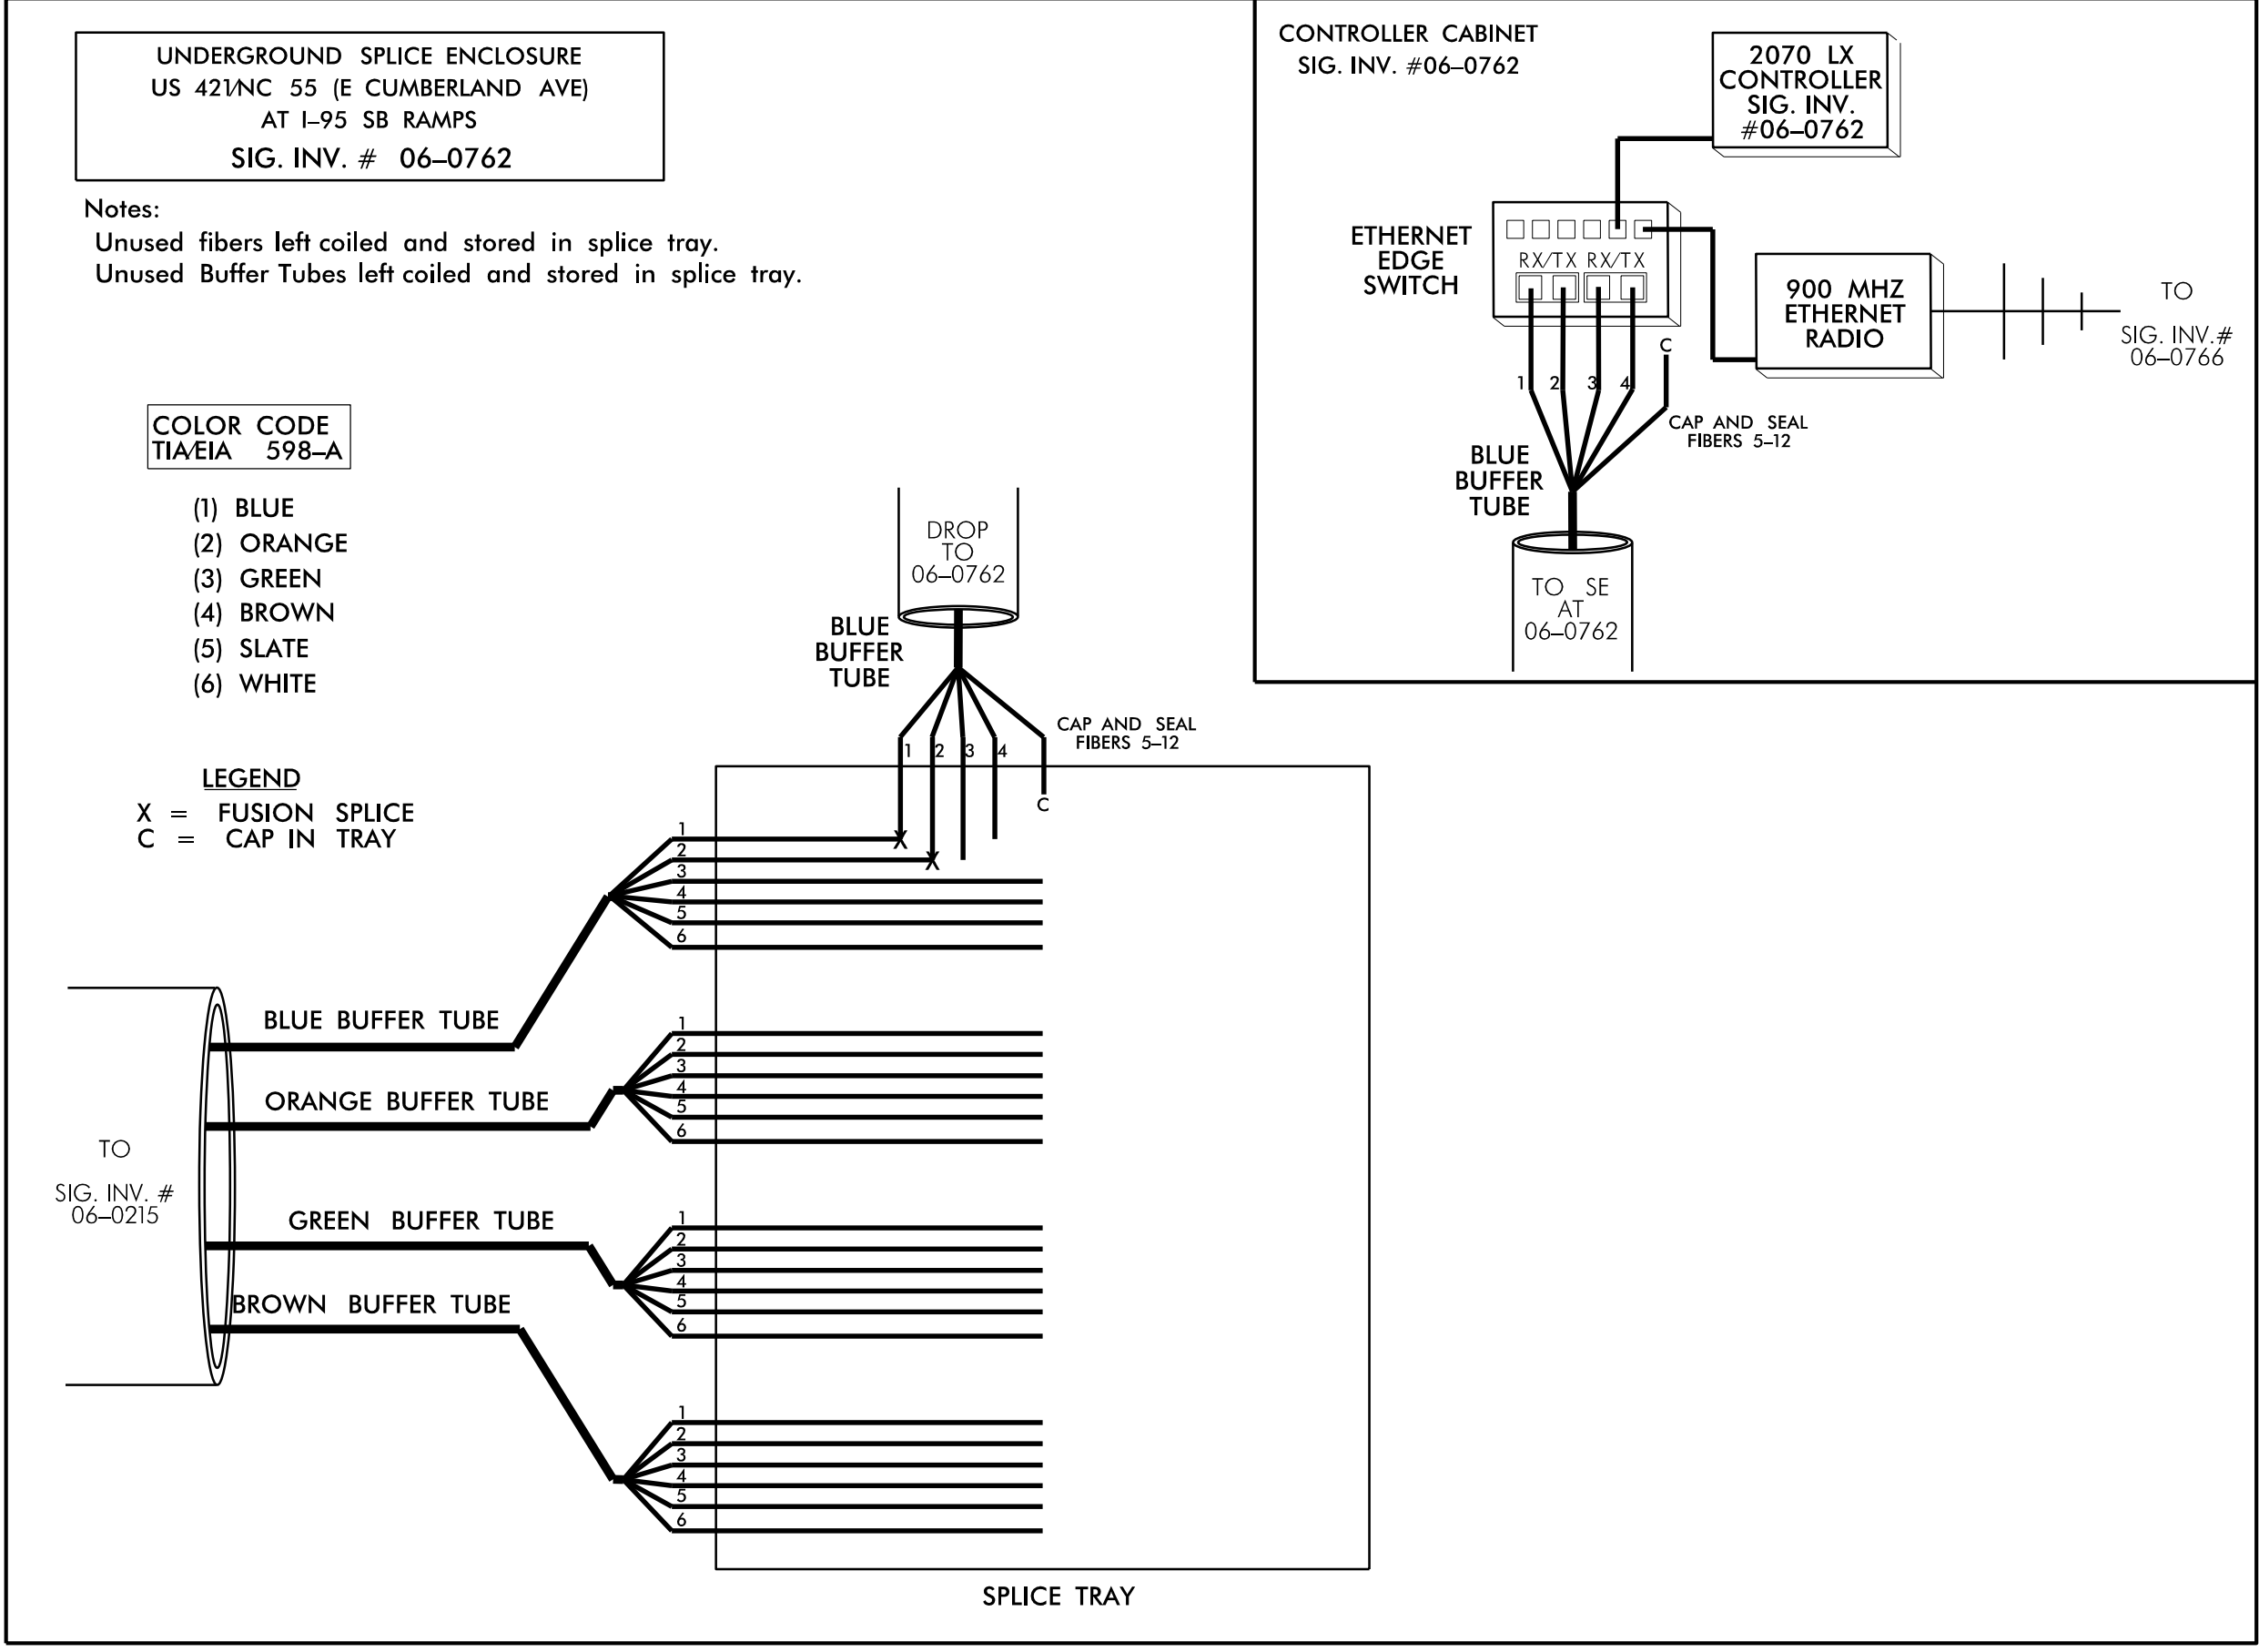 UNDERGROUND SPLICE ENCLOSURE
US 421/NC 55 (E CUMBERLAND AVE)
AT I–95 SB RAMPS
SIG. INV. # 06–0762
Notes:
Unused fibers left coiled and stored in splice tray.
Unused Buffer Tubes left coiled and stored in splice tray.
COLOR CODE
TIA/EIA 598–A
(1) BLUE
(2) ORANGE
(3) GREEN
(4) BROWN
(5) SLATE
(6) WHITE
LEGEND
X = FUSION SPLICE
C = CAP IN TRAY
CONTROLLER CABINET
SIG. INV. #06–0762
2070 LX
CONTROLLER
SIG. INV.
#06–0762
ETHERNET
EDGE
SWITCH
RX/TX RX/TX
900 MHZ
ETHERNET
RADIO
TO
SIG. INV.#
06–0766
1 2 3 4
C
CAP AND SEAL
FIBERS 5–12
BLUE
BUFFER
TUBE
TO SE
AT
06–0762
DROP
TO
06–0762
BLUE
BUFFER
TUBE
CAP AND SEAL
FIBERS 5–12
1 2 3 4
C
X
X
1
2
3
4
5
6
BLUE BUFFER TUBE
1
2
3
4
5
6
ORANGE BUFFER TUBE
TO
SIG. INV. #
06–0215
GREEN BUFFER TUBE
1
2
3
4
5
6
BROWN BUFFER TUBE
1
2
3
4
5
6
SPLICE TRAY